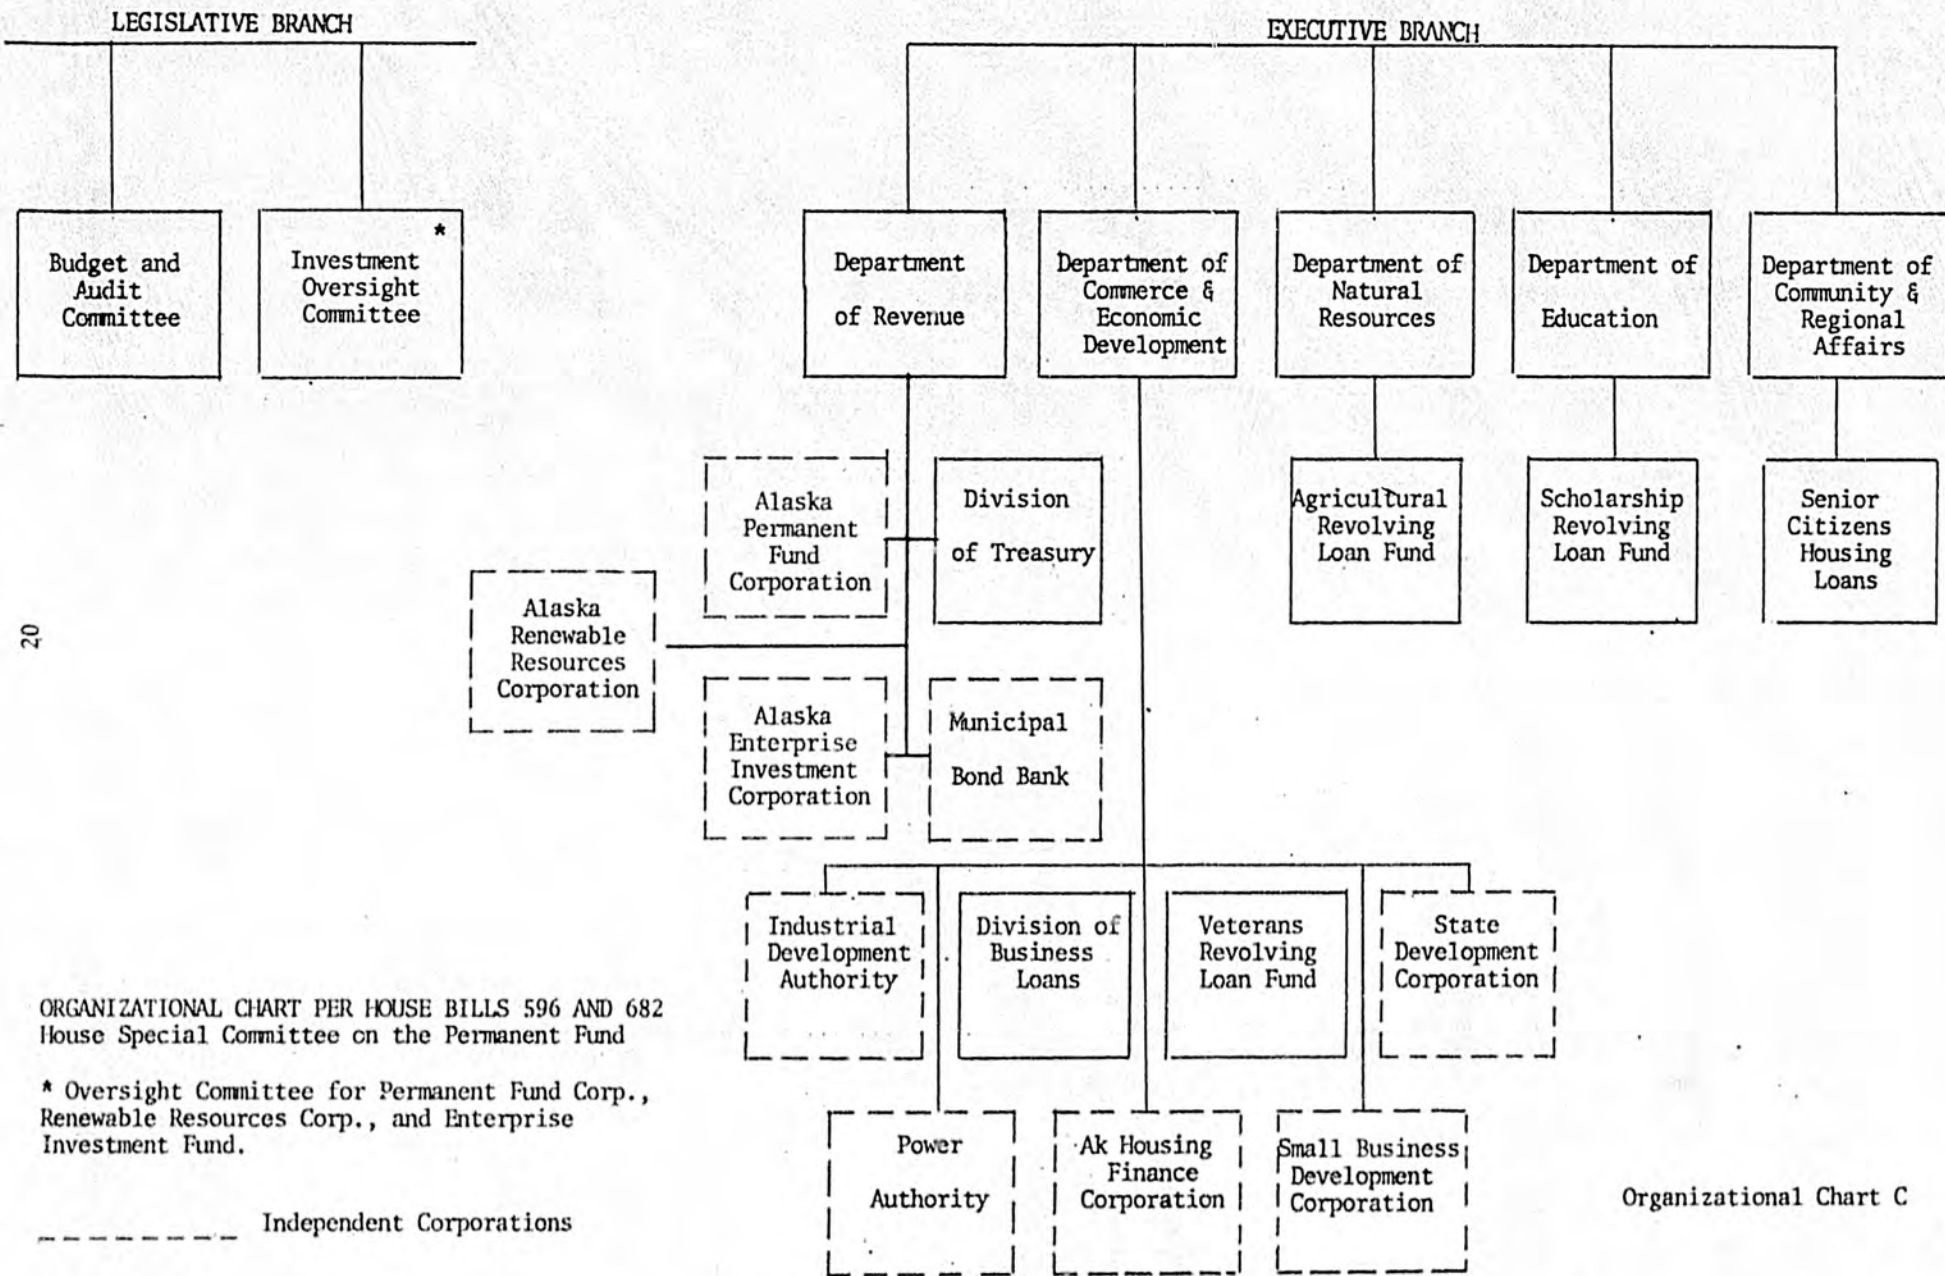 LEGISLATIVE BRANCH
EXECUTIVE BRANCH
Budget and
Audit
Committee
*
Investment
Oversight
Committee
Department
of Revenue
Department of
Commerce &
Economic
Development
Department of
Natural
Resources
Department of
Education
Department of
Community &
Regional
Affairs
Alaska
Permanent
Fund
Corporation
Division
of Treasury
Agricultural
Revolving
Loan Fund
Scholarship
Revolving
Loan Fund
Senior
Citizens
Housing
Loans
Alaska
Renewable
Resources
Corporation
Alaska
Enterprise
Investment
Corporation
Municipal
Bond Bank
Industrial
Development
Authority
Division of
Business
Loans
Veterans
Revolving
Loan Fund
State
Development
Corporation
Power
Authority
Ak Housing
Finance
Corporation
Small Business
Development
Corporation
ORGANIZATIONAL CHART PER HOUSE BILLS 596 AND 682
House Special Committee on the Permanent Fund
* Oversight Committee for Permanent Fund Corp.,
Renewable Resources Corp., and Enterprise
Investment Fund.
Independent Corporations
Organizational Chart C
20